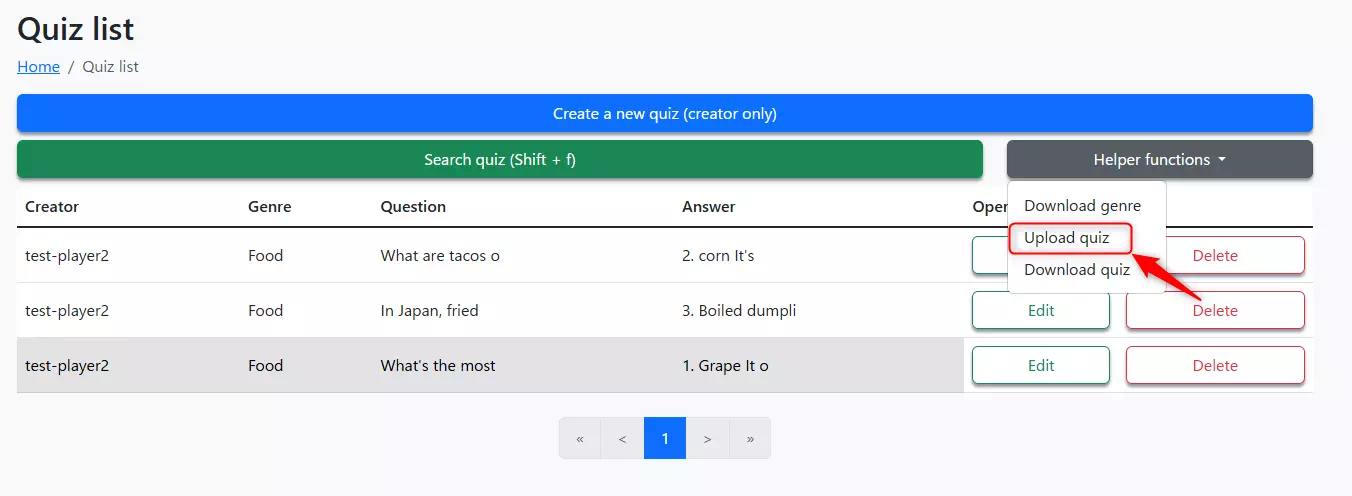 Quiz list
Home / Quiz list
Create a new quiz (creator only)
Search quiz (Shift + f) Helper functions
Download genre
Upload quiz
Download quiz
Creator Genre Question Answer Oper
test-player2 Food What are tacos o 2. corn It's Delete
test-player2 Food In Japan, fried 3. Boiled dumpli Edit Delete
test-player2 Food What's the most 1. Grape It o Edit Delete
« < 1 > »